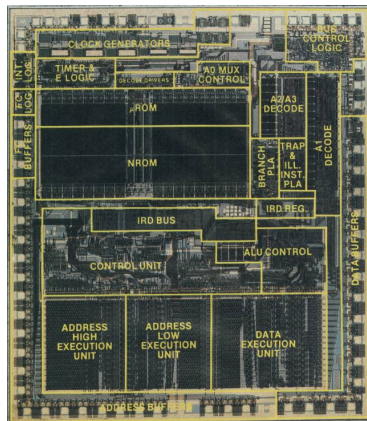 CLOCK GENERATORS
BUS
CONTROL
LOGIC
INT.
LOG.
TIMER &
E LOGIC
DECODE DRIVERS
A0 MUX
CONTROL
FC
LOG.
µROM
A2/A3
DECODE
A1
DECODE
BUFFERS
NROM
BRANCH
PLA
TRAP
&
ILL.
INST.
PLA
IRD REG.
IRD BUS
DATA BUFFERS
ALU CONTROL
CONTROL UNIT
ADDRESS
HIGH
EXECUTION
UNIT
ADDRESS
LOW
EXECUTION
UNIT
DATA
EXECUTION
UNIT
ADDRESS BUFFERS